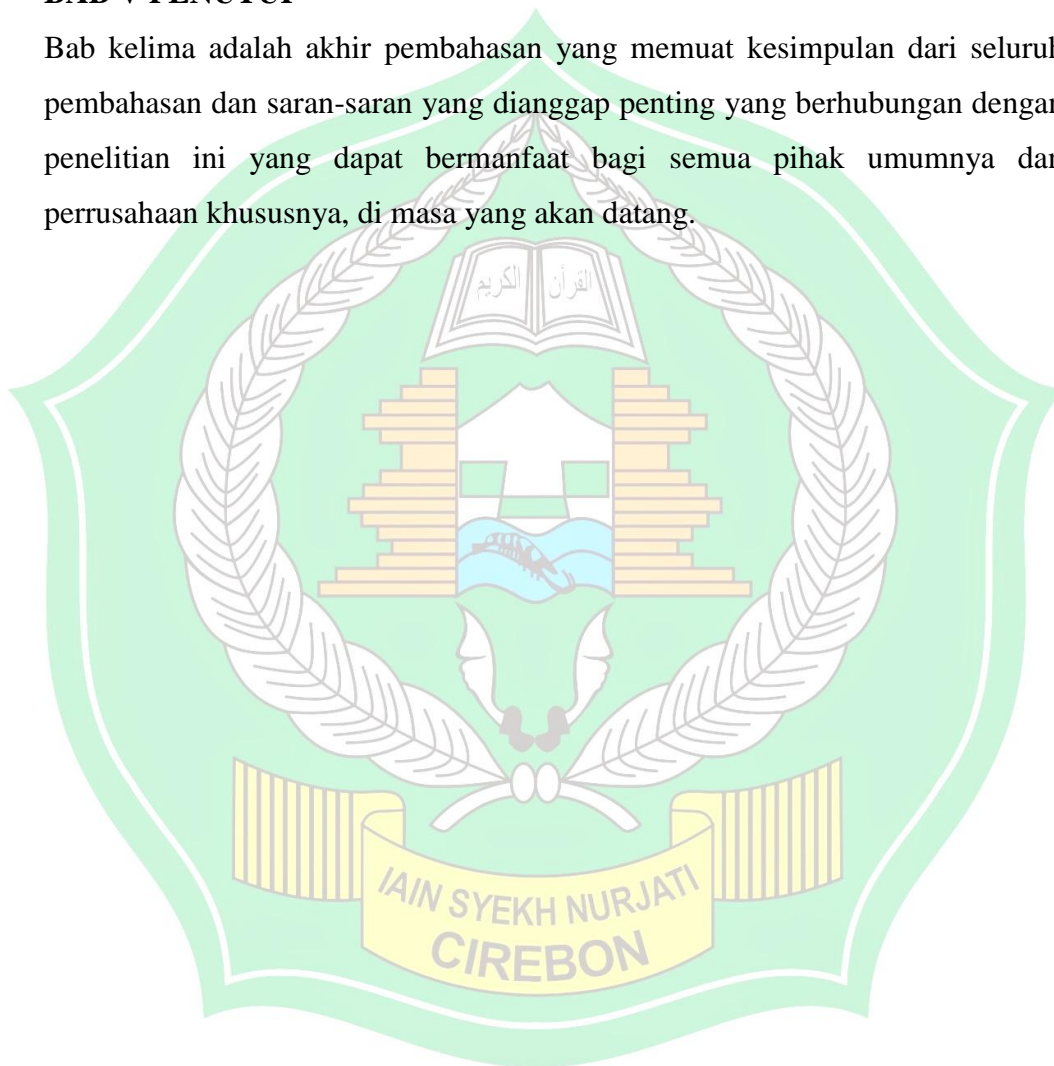 BAB V PENUTUP
Bab kelima adalah akhir pembahasan yang memuat kesimpulan dari seluruh
pembahasan dan saran-saran yang dianggap penting yang berhubungan dengan
penelitian ini yang dapat bermanfaat bagi semua pihak umumnya dan
perrusahaan khususnya, di masa yang akan datang.
القرأن الكريم
IAIN SYEKH NURJATI
CIREBON